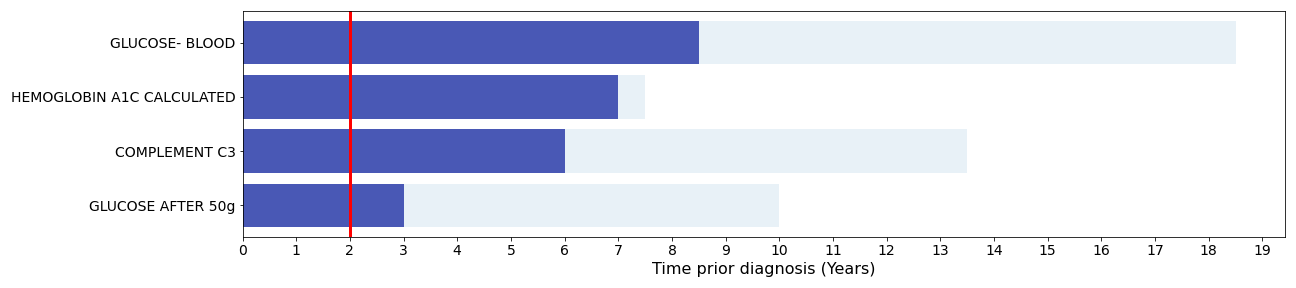 GLUCOSE- BLOOD
HEMOGLOBIN A1C CALCULATED
COMPLEMENT C3
GLUCOSE AFTER 50g
0 1 2 3 4 5 6 7 8 9 10 11 12 13 14 15 16 17 18 19
Time prior diagnosis (Years)